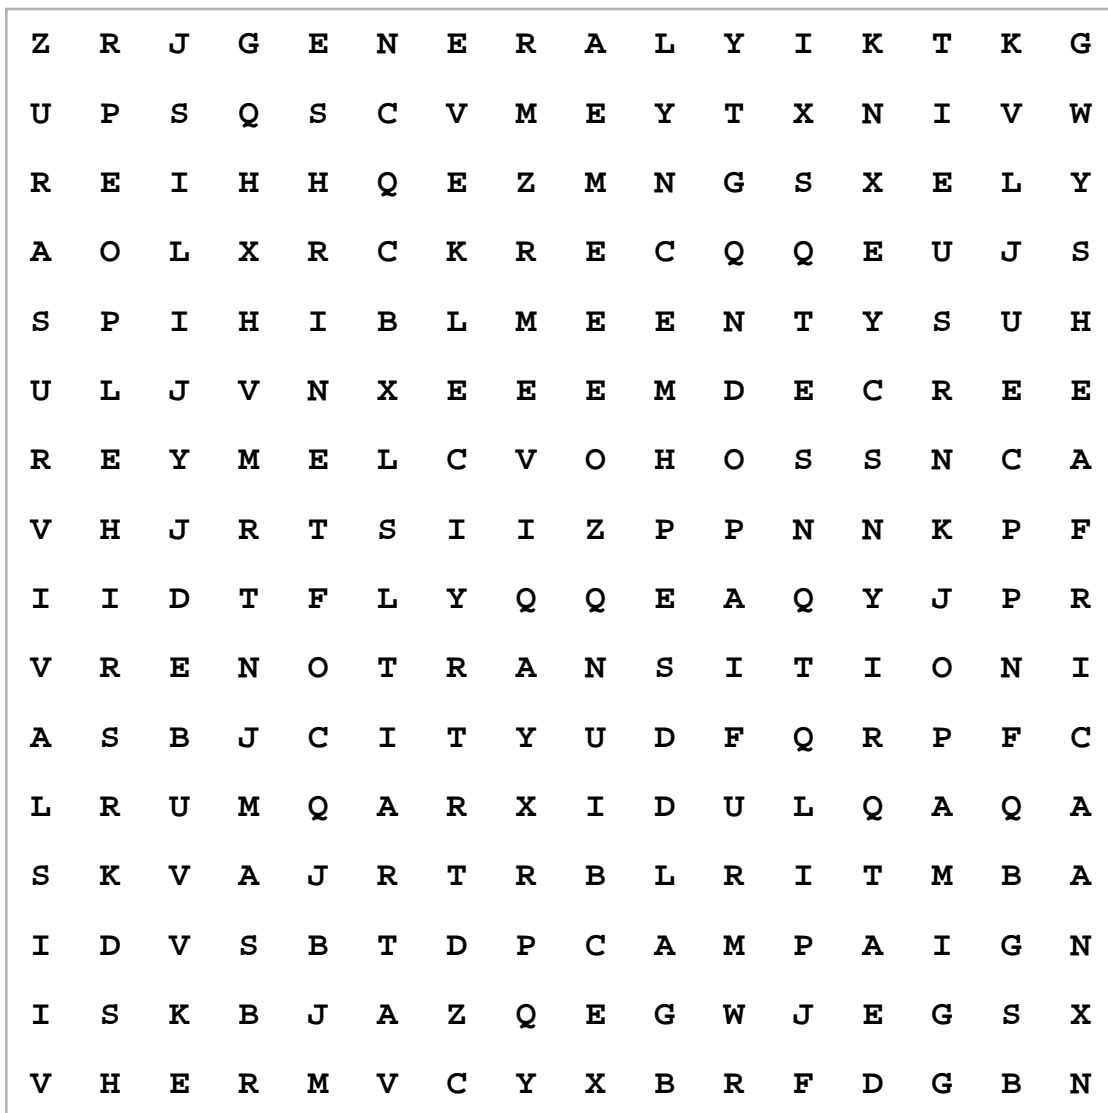 Z R J G E N E R A L Y I K T K G
U P S Q S C V M E Y T X N I V W
R E I H H Q E Z M N G S X E L Y
A O L X R C K R E C Q Q E U J S
S P I H I B L M E E N T Y S U H
U L J V N X E E E M D E C R E E
R E Y M E L C V O H O S S N C A
V H J R T S I I Z P P N N K P F
I I D T F L Y Q Q E A Q Y J P R
V R E N O T R A N S I T I O N I
A S B J C I T Y U D F Q R P F C
L R U M Q A R X I D U L Q A Q A
S K V A J R T R B L R I T M B A
I D V S B T D P C A M P A I G N
I S K B J A Z Q E G W J E G S X
V H E R M V C Y X B R F D G B N